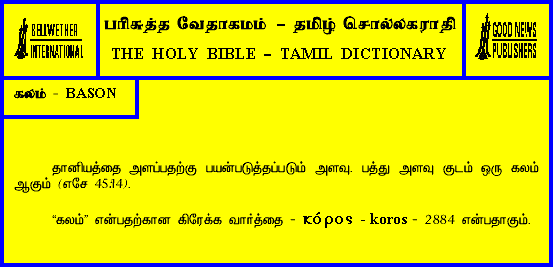 BELLWETHER
INTERNATIONAL
பரிசுத்த வேதாகமம் – தமிழ் சொல்லகராதி
THE HOLY BIBLE – TAMIL DICTIONARY
GOOD NEWS
PUBLISHERS
கலம் - BASON
தானியத்தை அளப்பதற்கு பயன்படுத்தப்படும் அளவு. பத்து அளவு குடம் ஒரு கலம்
ஆகும் (எசே 45:14).
“கலம்” என்பதற்கான கிரேக்க வார்த்தை - κόρος - koros - 2884 என்பதாகும்.